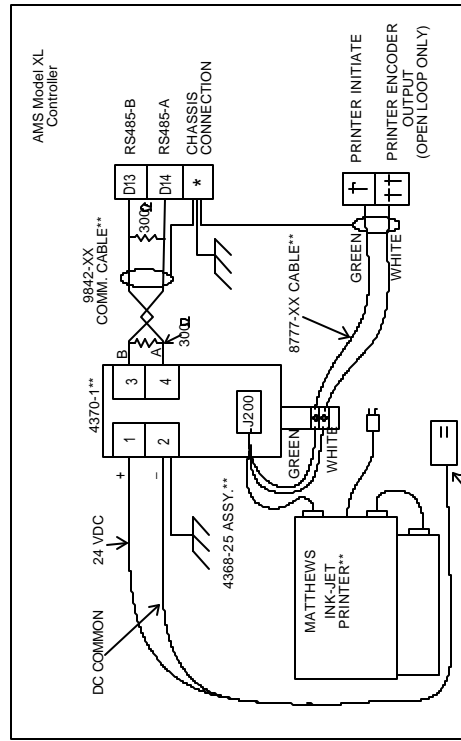 AMS Model XL
Controller
RS485-B
RS485-A
CHASSIS
CONNECTION
D13
D14
*
300Ω
9842-XX
COMM. CABLE**
B
A
300Ω
4370-1**
3
4
1
2
+
–
24 VDC
DC COMMON
4368-25 ASSY.**
J200
GREEN
WHITE
8777-XX CABLE**
GREEN
WHITE
†
††
PRINTER INITIATE
PRINTER ENCODER
OUTPUT
(OPEN LOOP ONLY)
MATTHEWS
INK-JET
PRINTER**
=